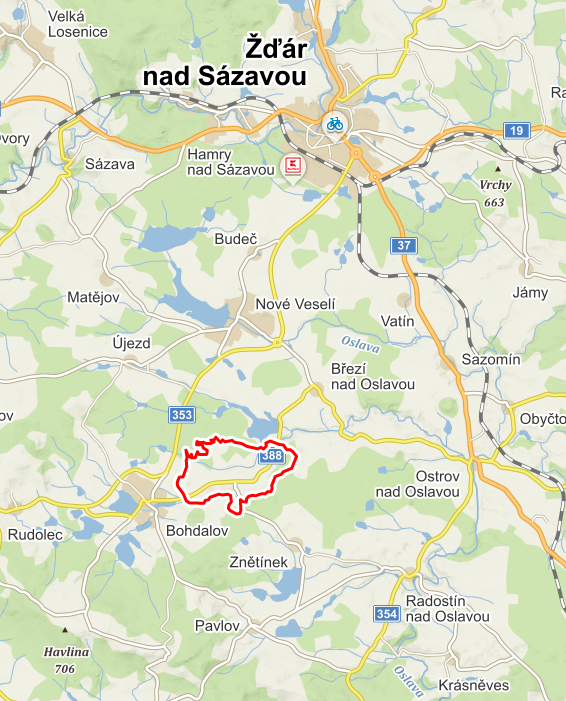 Velká
Losenice
Žďár
nad Sázavou
19
Dvory
Sázava
Hamry
nad Sázavou
Vrchy
663
Budeč
37
Jámy
Matějov
Nové Veselí
Vatín
Újezd
Oslava
Sazomín
Březí
nad Oslavou
353
Obyčto
388
Ostrov
nad Oslavou
Rudolec
Bohdalov
Znětínek
Radostín
nad Oslavou
354
Pavlov
Havlina
706
Oslava
Krásněves